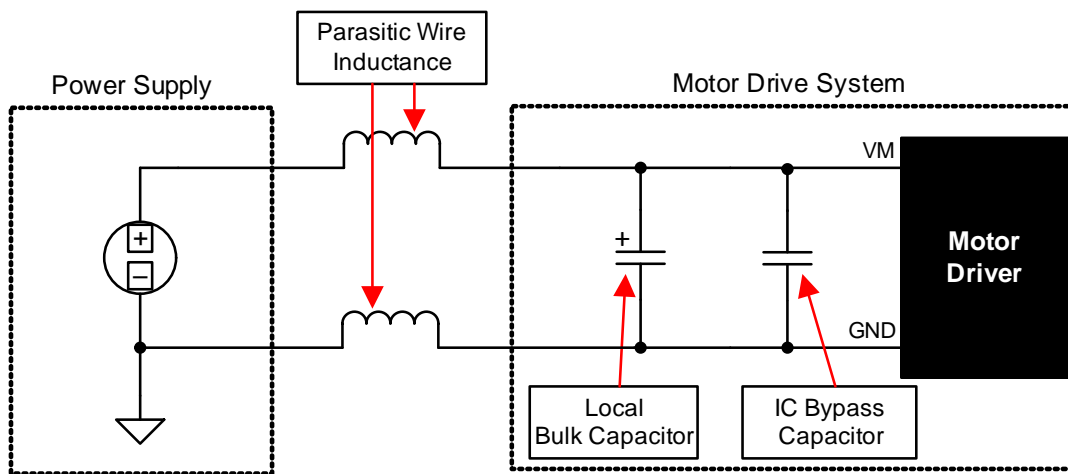 Parasitic Wire
Inductance
Power Supply
Motor Drive System
VM
+
−
+
Motor
Driver
GND
Local
Bulk Capacitor
IC Bypass
Capacitor